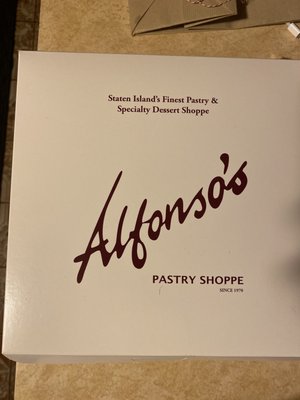 Staten Island's Finest Pastry &
Specialty Dessert Shoppe
Alfonso's
PASTRY SHOPPE
SINCE 1970